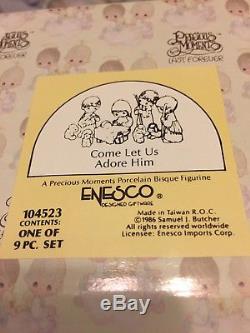 Precious
Moments
LAST FOREVER
Come Let Us
Adore Him
A Precious Moments Porcelain Bisque Figurine
ENESCO®
DESIGNED GIFTWARE
104523
CONTENTS:
ONE OF
9 PC. SET
Made in Taiwan R.O.C.
©1986 Samuel J. Butcher
All rights reserved worldwide
Licensee: Enesco Imports Corp.